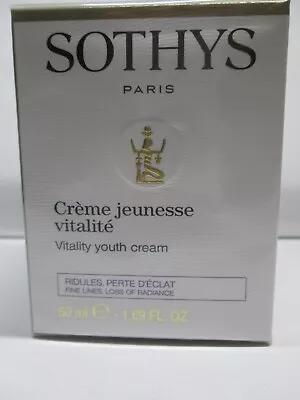 SOTHYS
PARIS
Crème jeunesse
vitalité
Vitality youth cream
RIDULES, PERTE D'ÉCLAT
FINE LINES, LOSS OF RADIANCE
50 ml ℮ - 1.69 FL. OZ